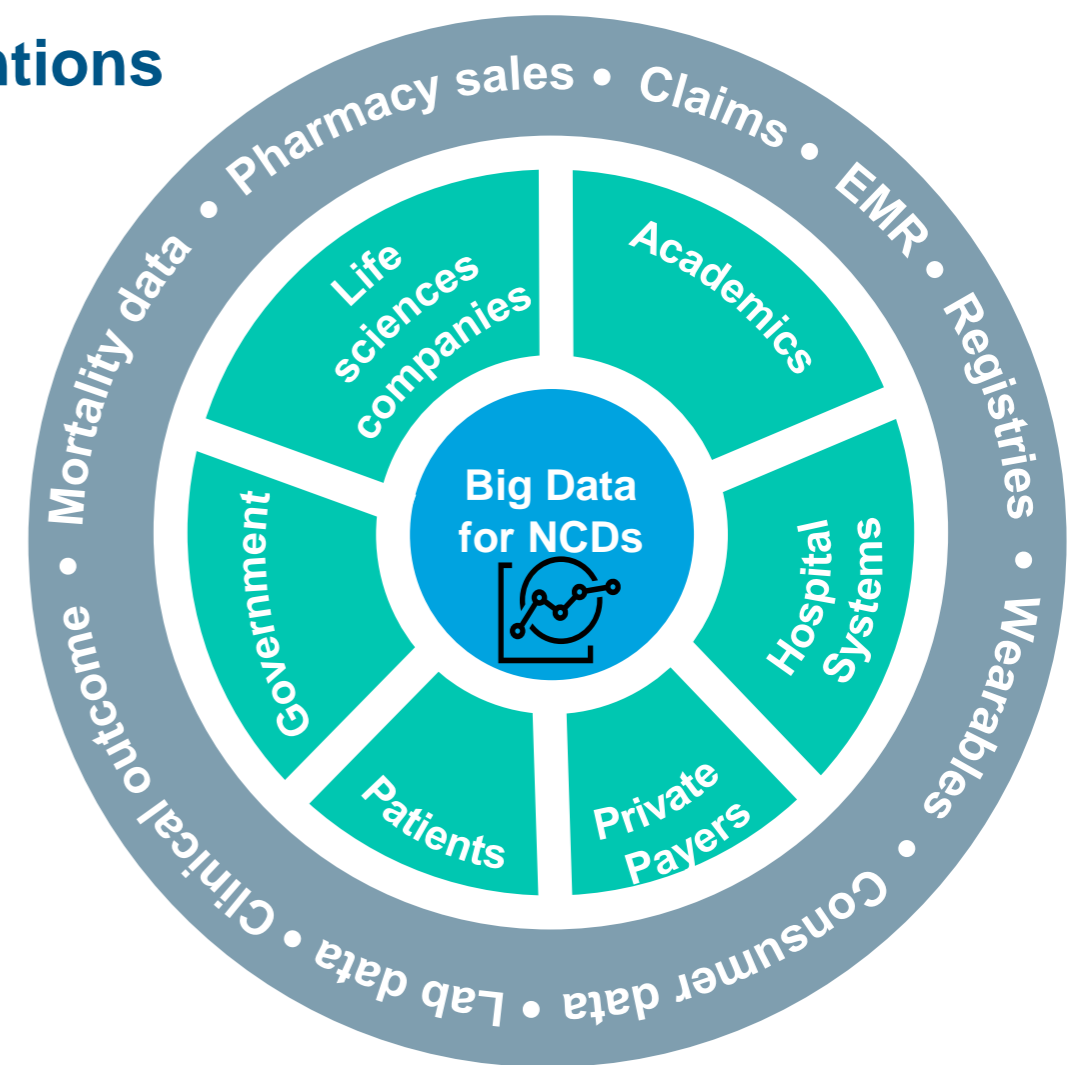 ntions
Pharmacy sales • Claims • EMR • Registries • Wearables • Consumer data • Lab data • Clinical outcome • Mortality data •
Life
sciences
companies
Academics
Hospital
Systems
Private
Payers
Patients
Government
Big Data
for NCDs